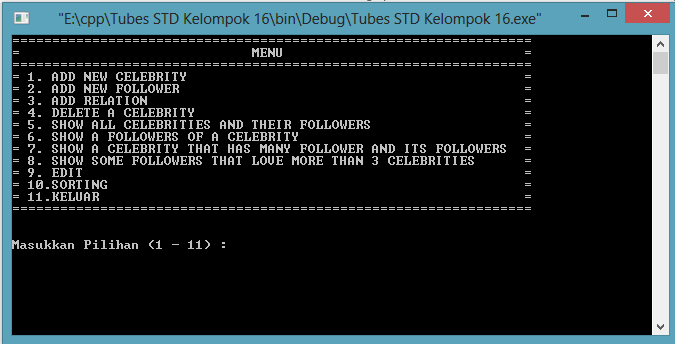 "E:\cpp\Tubes STD Kelompok 16\bin\Debug\Tubes STD Kelompok 16.exe"
=================================================================
= MENU =
=================================================================
= 1. ADD NEW CELEBRITY =
= 2. ADD NEW FOLLOWER =
= 3. ADD RELATION =
= 4. DELETE A CELEBRITY =
= 5. SHOW ALL CELEBRITIES AND THEIR FOLLOWERS =
= 6. SHOW A FOLLOWERS OF A CELEBRITY =
= 7. SHOW A CELEBRITY THAT HAS MANY FOLLOWER AND ITS FOLLOWERS =
= 8. SHOW SOME FOLLOWERS THAT LOVE MORE THAN 3 CELEBRITIES =
= 9. EDIT =
= 10.SORTING =
= 11.KELUAR =
=================================================================
Masukkan Pilihan (1 - 11) :